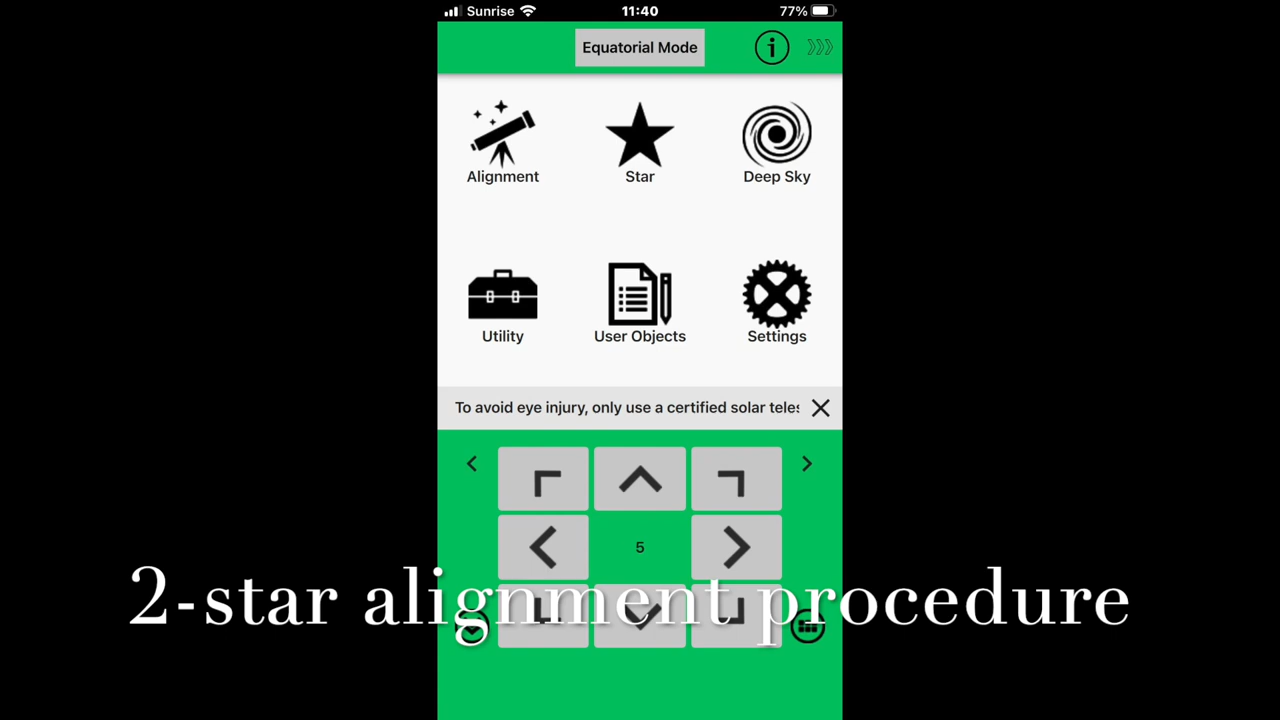 Sunrise 11:40 77%
Equatorial Mode
Alignment Star Deep Sky
Utility User Objects Settings
To avoid eye injury, only use a certified solar teles
5
2-star alignment procedure